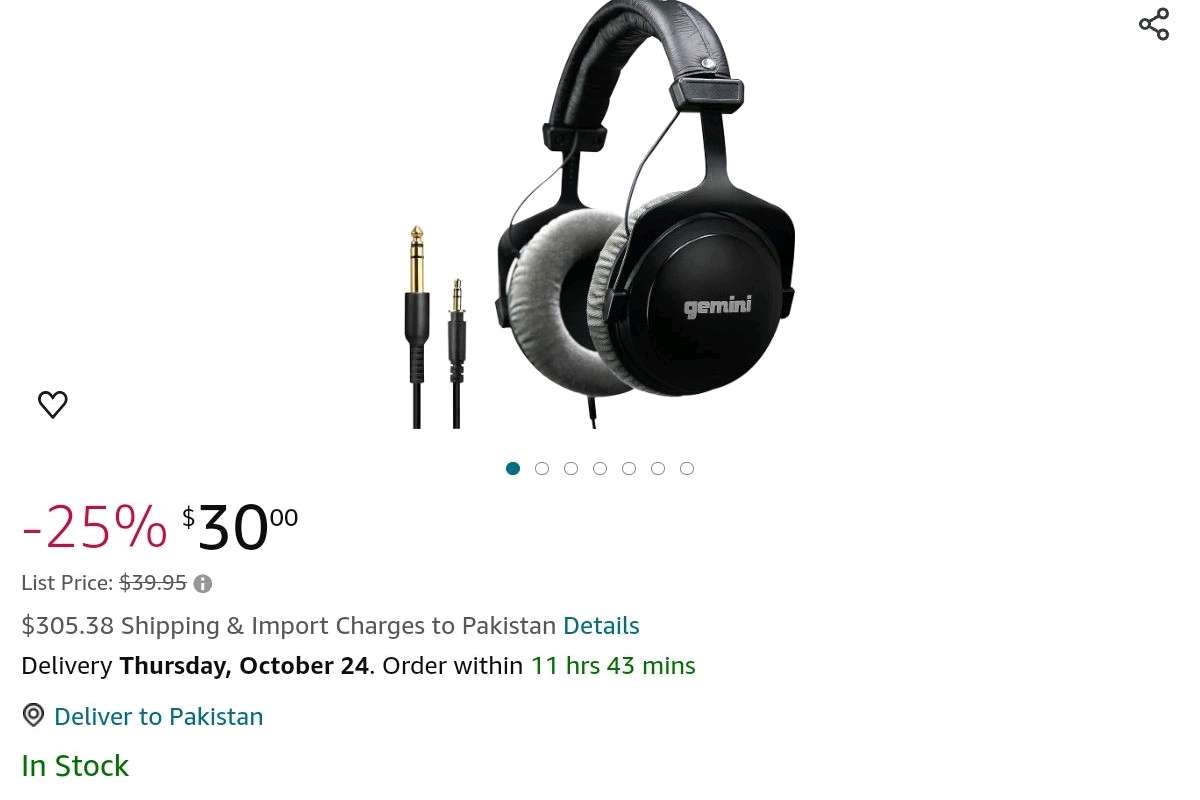 gemini
-25% $3000
List Price: $39.95
$305.38 Shipping & Import Charges to Pakistan Details
Delivery Thursday, October 24. Order within 11 hrs 43 mins
Deliver to Pakistan
In Stock